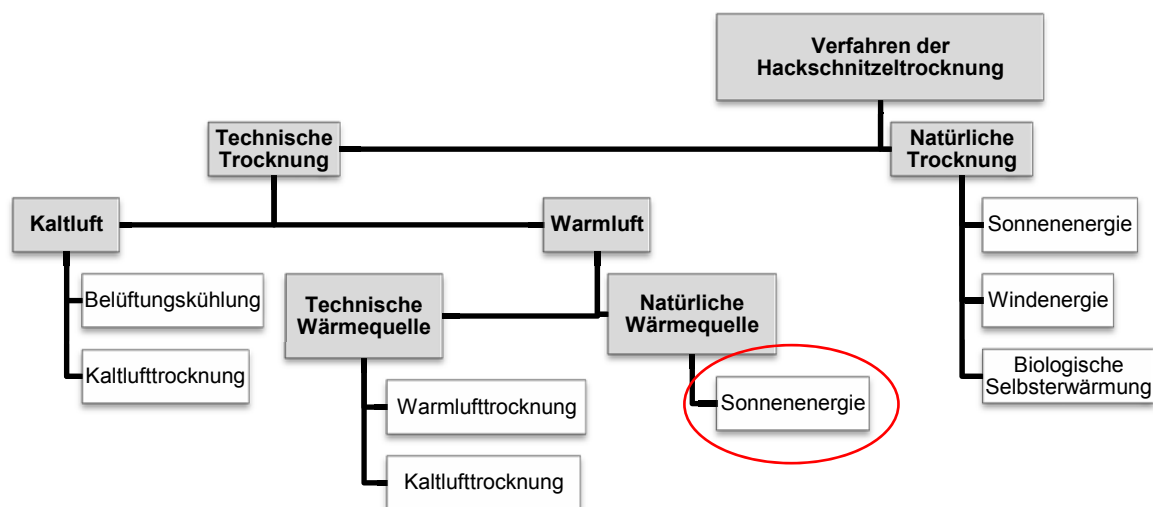 Verfahren der
Hackschnitzeltrocknung
Technische
Trocknung
Natürliche
Trocknung
Kaltluft
Warmluft
Sonnenenergie
Belüftungskühlung
Technische
Wärmequelle
Natürliche
Wärmequelle
Windenergie
Kaltlufttrocknung
Biologische
Selbsterwärmung
Warmlufttrocknung
Sonnenenergie
Kaltlufttrocknung